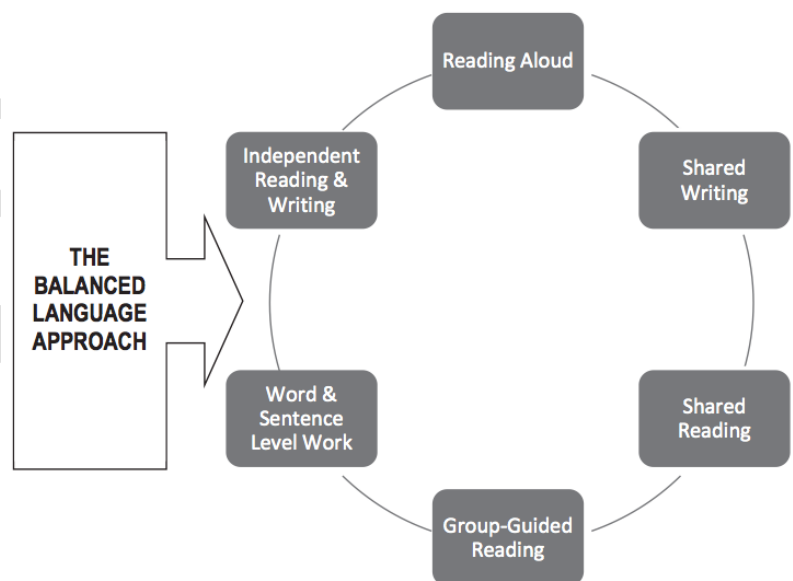 THE
BALANCED
LANGUAGE
APPROACH
Reading Aloud
Shared
Writing
Shared
Reading
Group-Guided
Reading
Word &
Sentence
Level Work
Independent
Reading &
Writing